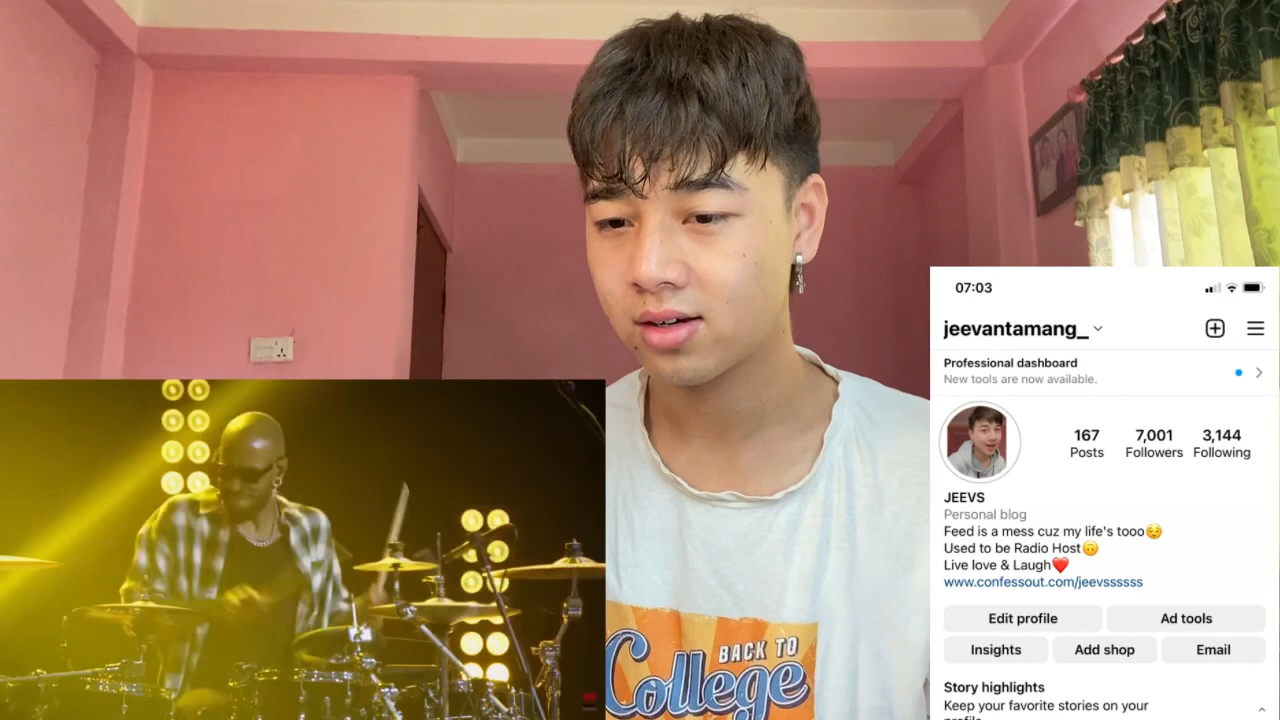 BACK TO
College
07:03
jeevantamang_
Professional dashboard
New tools are now available.
167
7,001
3,144
Posts
Followers
Following
JEEVS
Personal blog
Feed is a mess cuz my life's tooo😌
Used to be Radio Host🙃
Live love & Laugh❤️
www.confessout.com/jeevssssss
Edit profile
Ad tools
Insights
Add shop
Email
Story highlights
Keep your favorite stories on your
profile